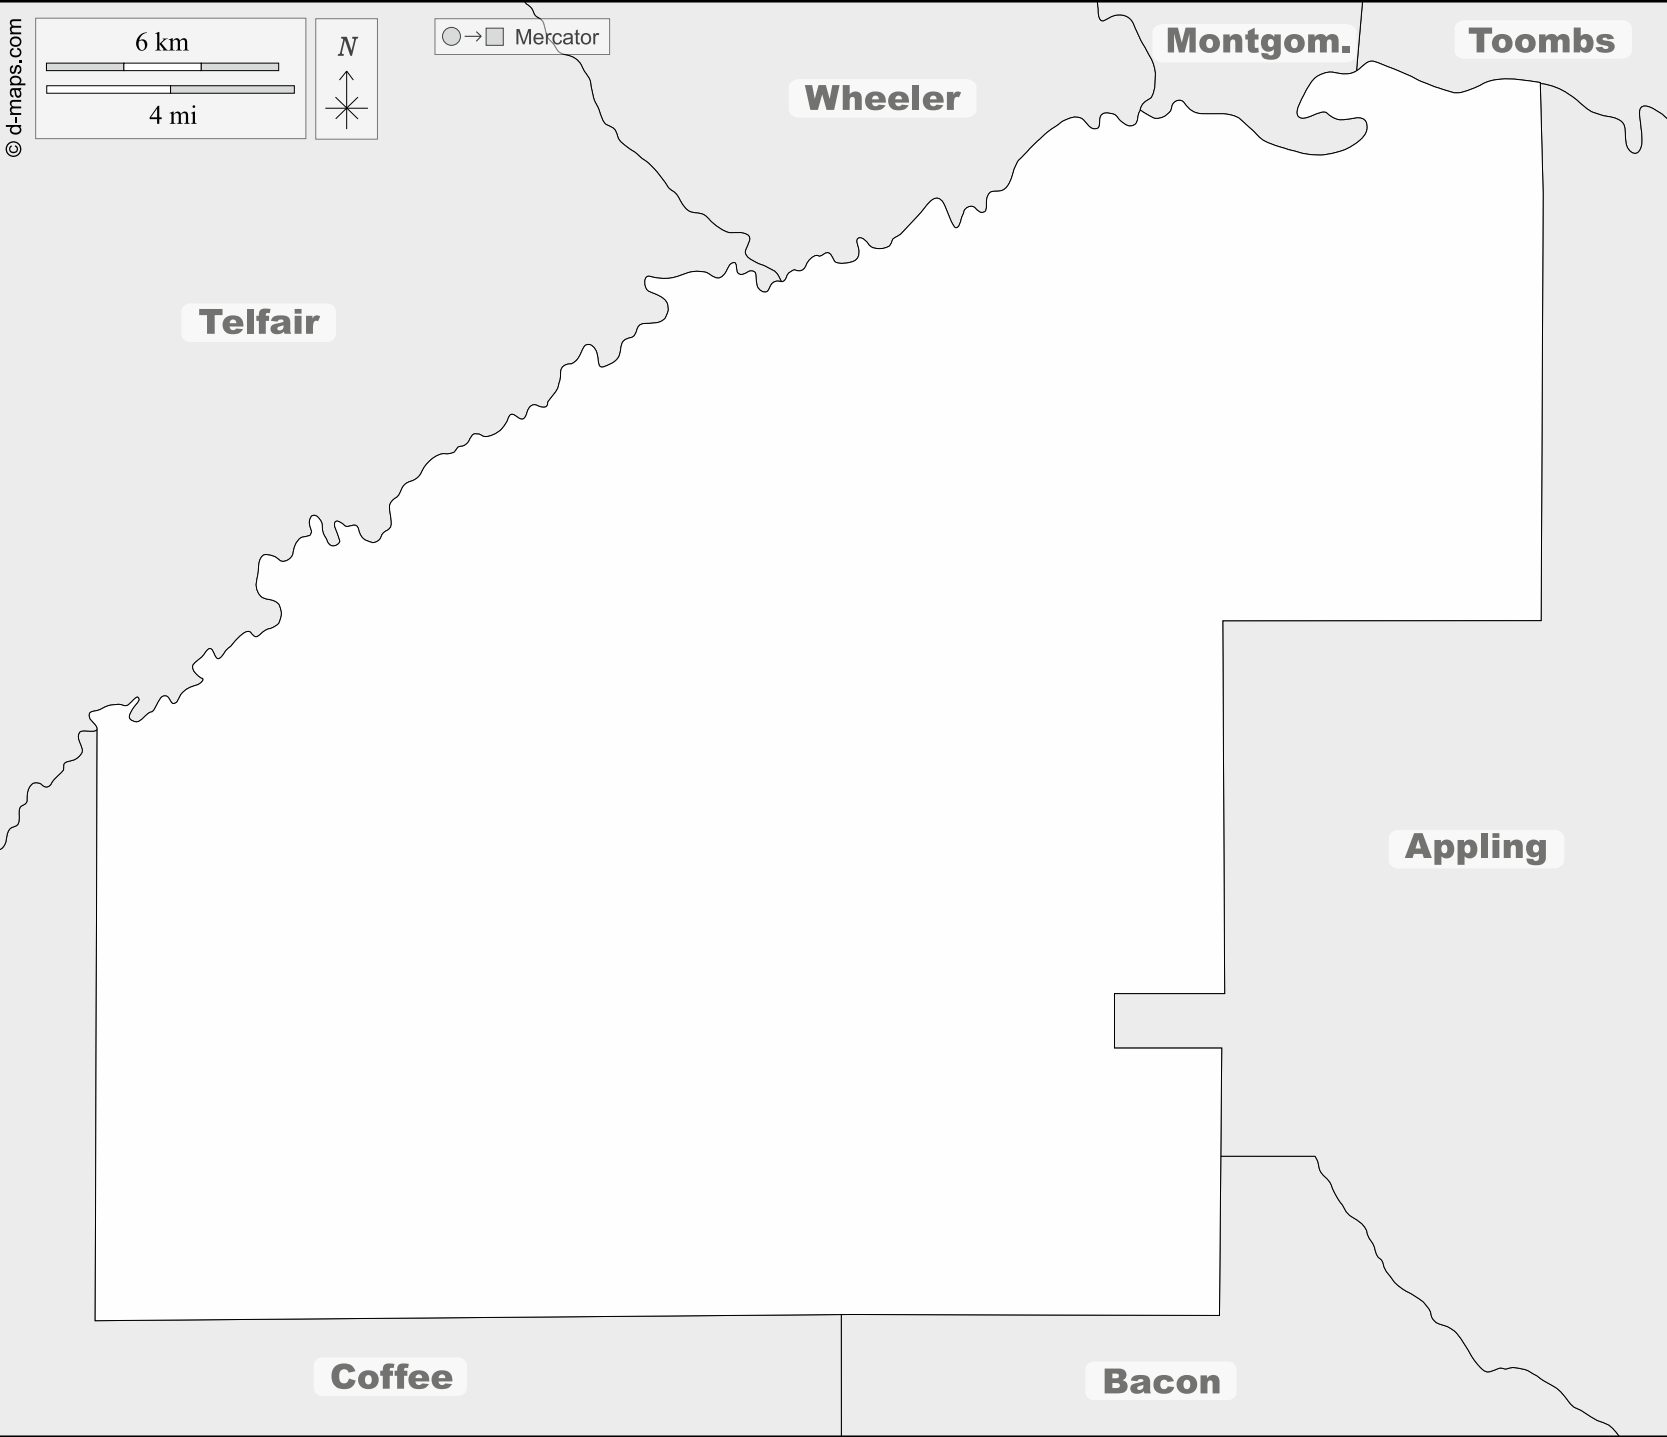 © d-maps.com
6 km
4 mi
N
Mercator
Montgom.
Toombs
Wheeler
Telfair
Appling
Coffee
Bacon